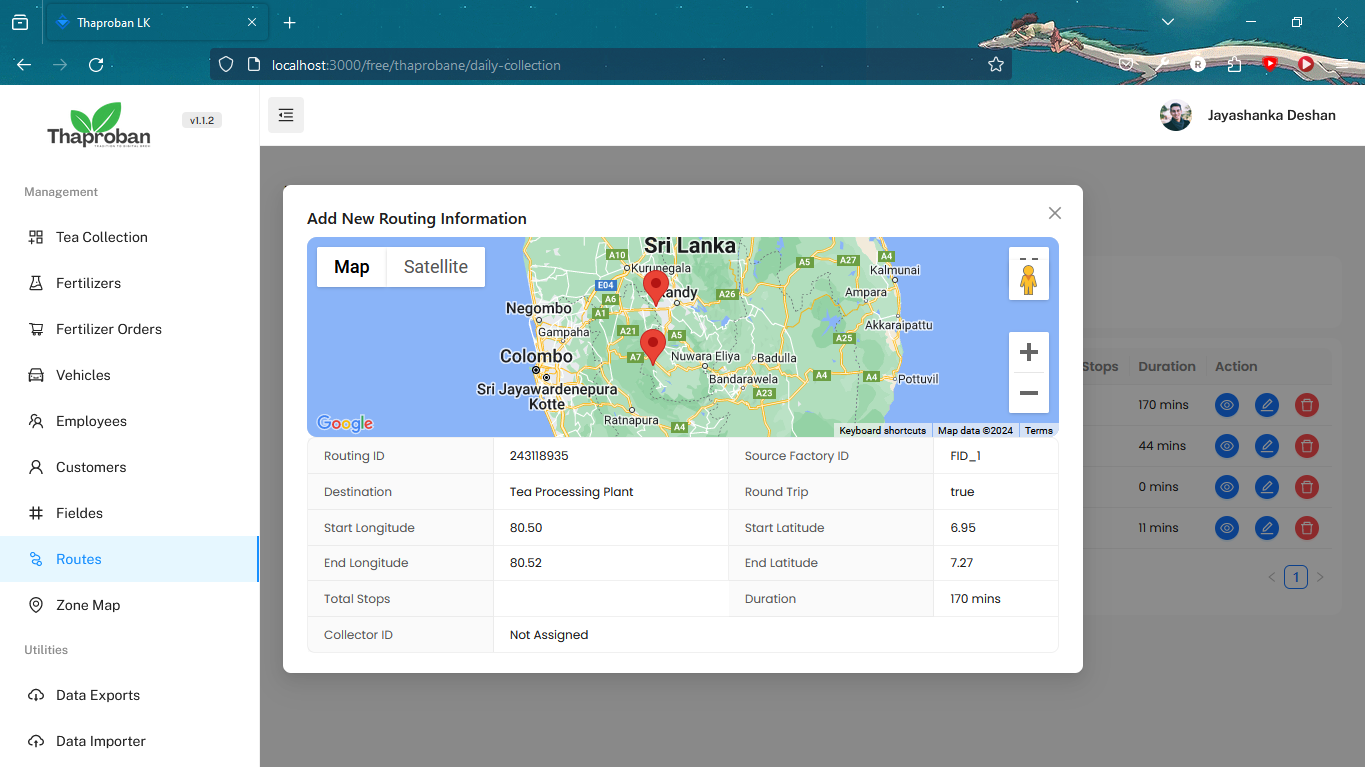 Thaproban LK
localhost:3000/free/thaprobane/daily-collection
R
Thaproban
v1.1.2
Jayashanka Deshan
Management
Tea Collection
Fertilizers
Fertilizer Orders
Vehicles
Employees
Customers
Fieldes
Routes
Zone Map
Utilities
Data Exports
Data Importer
Add New Routing Information
Map Satellite
Sri Lanka
A10
Kurunegala
A5
A27
A4
Kalmunai
E04
A6
andy
A26
Ampara
Negombo
A1
Gampaha
A21
A5
Akkaraipattu
A25
Colombo
A7
Nuwara Eliya
Badulla
Sri Jayawardenepura
Kotte
Bandarawela
A4
A4
Pottuvil
A23
Ratnapura
A4
Google
Keyboard shortcuts Map data ©2024 Terms
Routing ID 243118935 Source Factory ID FID_1
Destination Tea Processing Plant Round Trip true
Start Longitude 80.50 Start Latitude 6.95
End Longitude 80.52 End Latitude 7.27
Total Stops Duration 170 mins
Collector ID Not Assigned
Stops Duration Action
170 mins
44 mins
0 mins
11 mins
< 1 >